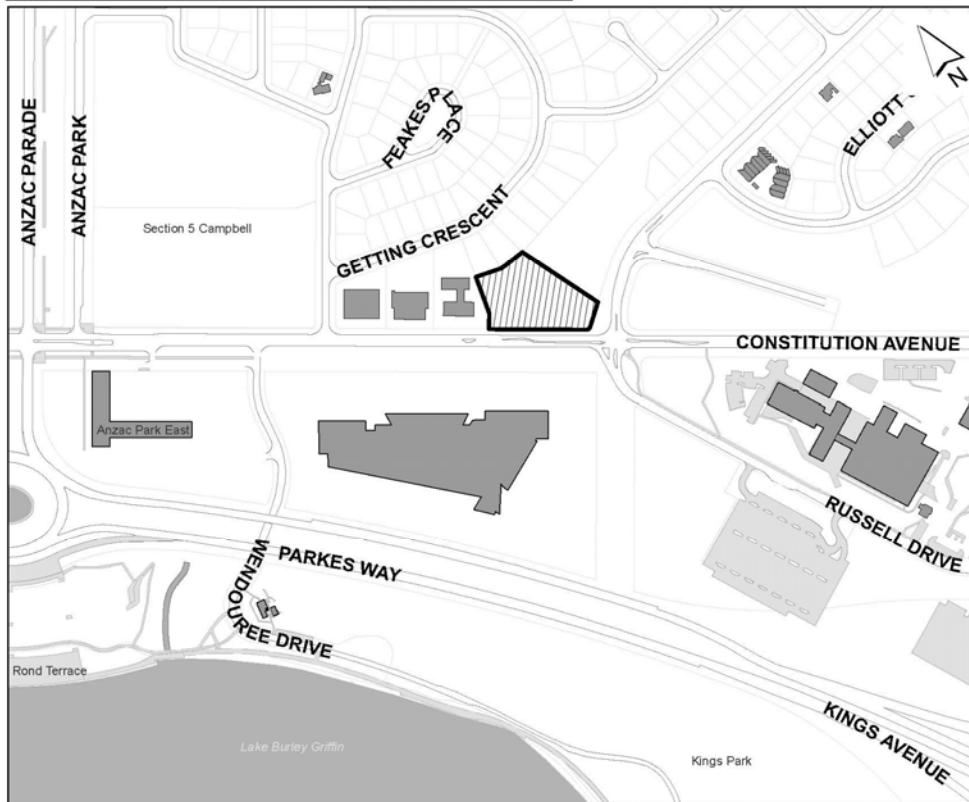 ANZAC PARADE
ANZAC PARK
FEAKES PLACE
ELLIOTT
N
Section 5 Campbell
GETTING CRESCENT
CONSTITUTION AVENUE
Anzac Park East
RUSSELL DRIVE
PARKES WAY
WENDOUREE DRIVE
Rond Terrace
KINGS AVENUE
Lake Burley Griffin
Kings Park